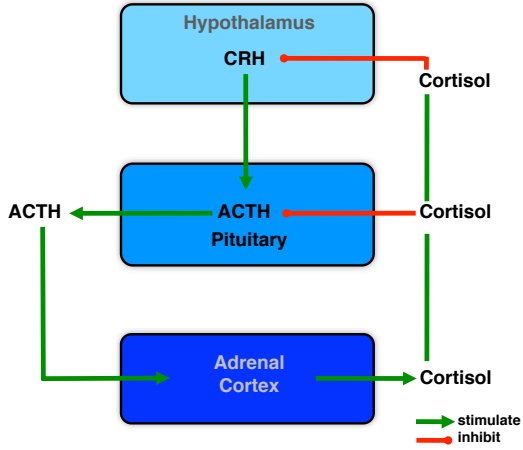 Hypothalamus
CRH
Cortisol
ACTH
ACTH
Cortisol
Pituitary
Adrenal
Cortex
Cortisol
stimulate
inhibit